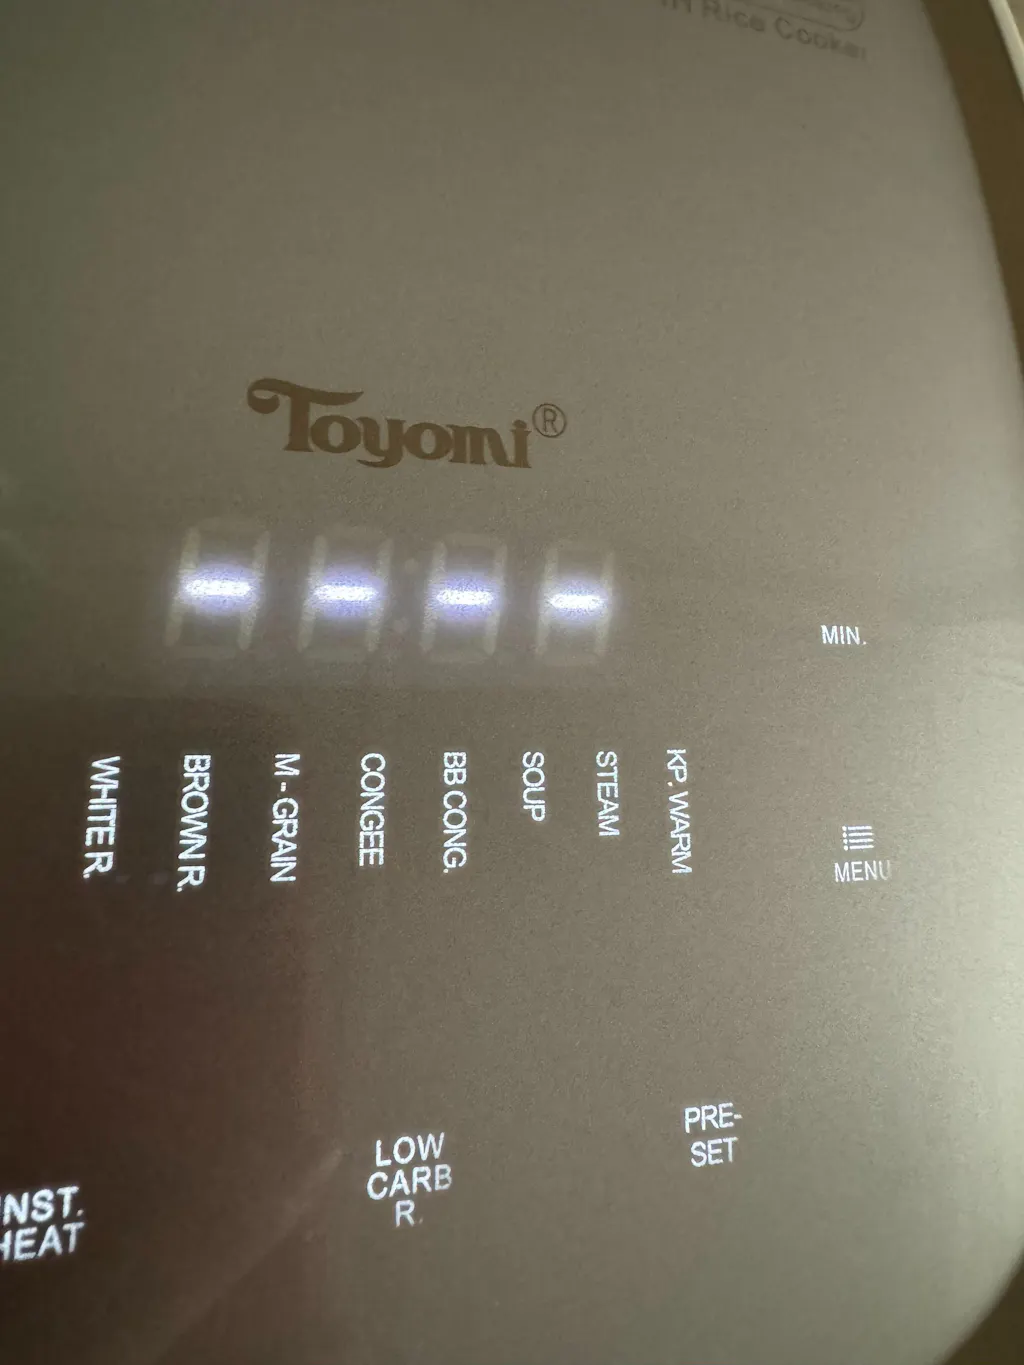 Rice Cooker
Toyomi®
----
MIN.
WHITE R.
BROWN R.
M - GRAIN
CONGEE
BB CONG.
SOUP
STEAM
KP. WARM
MENU
PRE-
SET
LOW
CARB
R.
NST.
HEAT